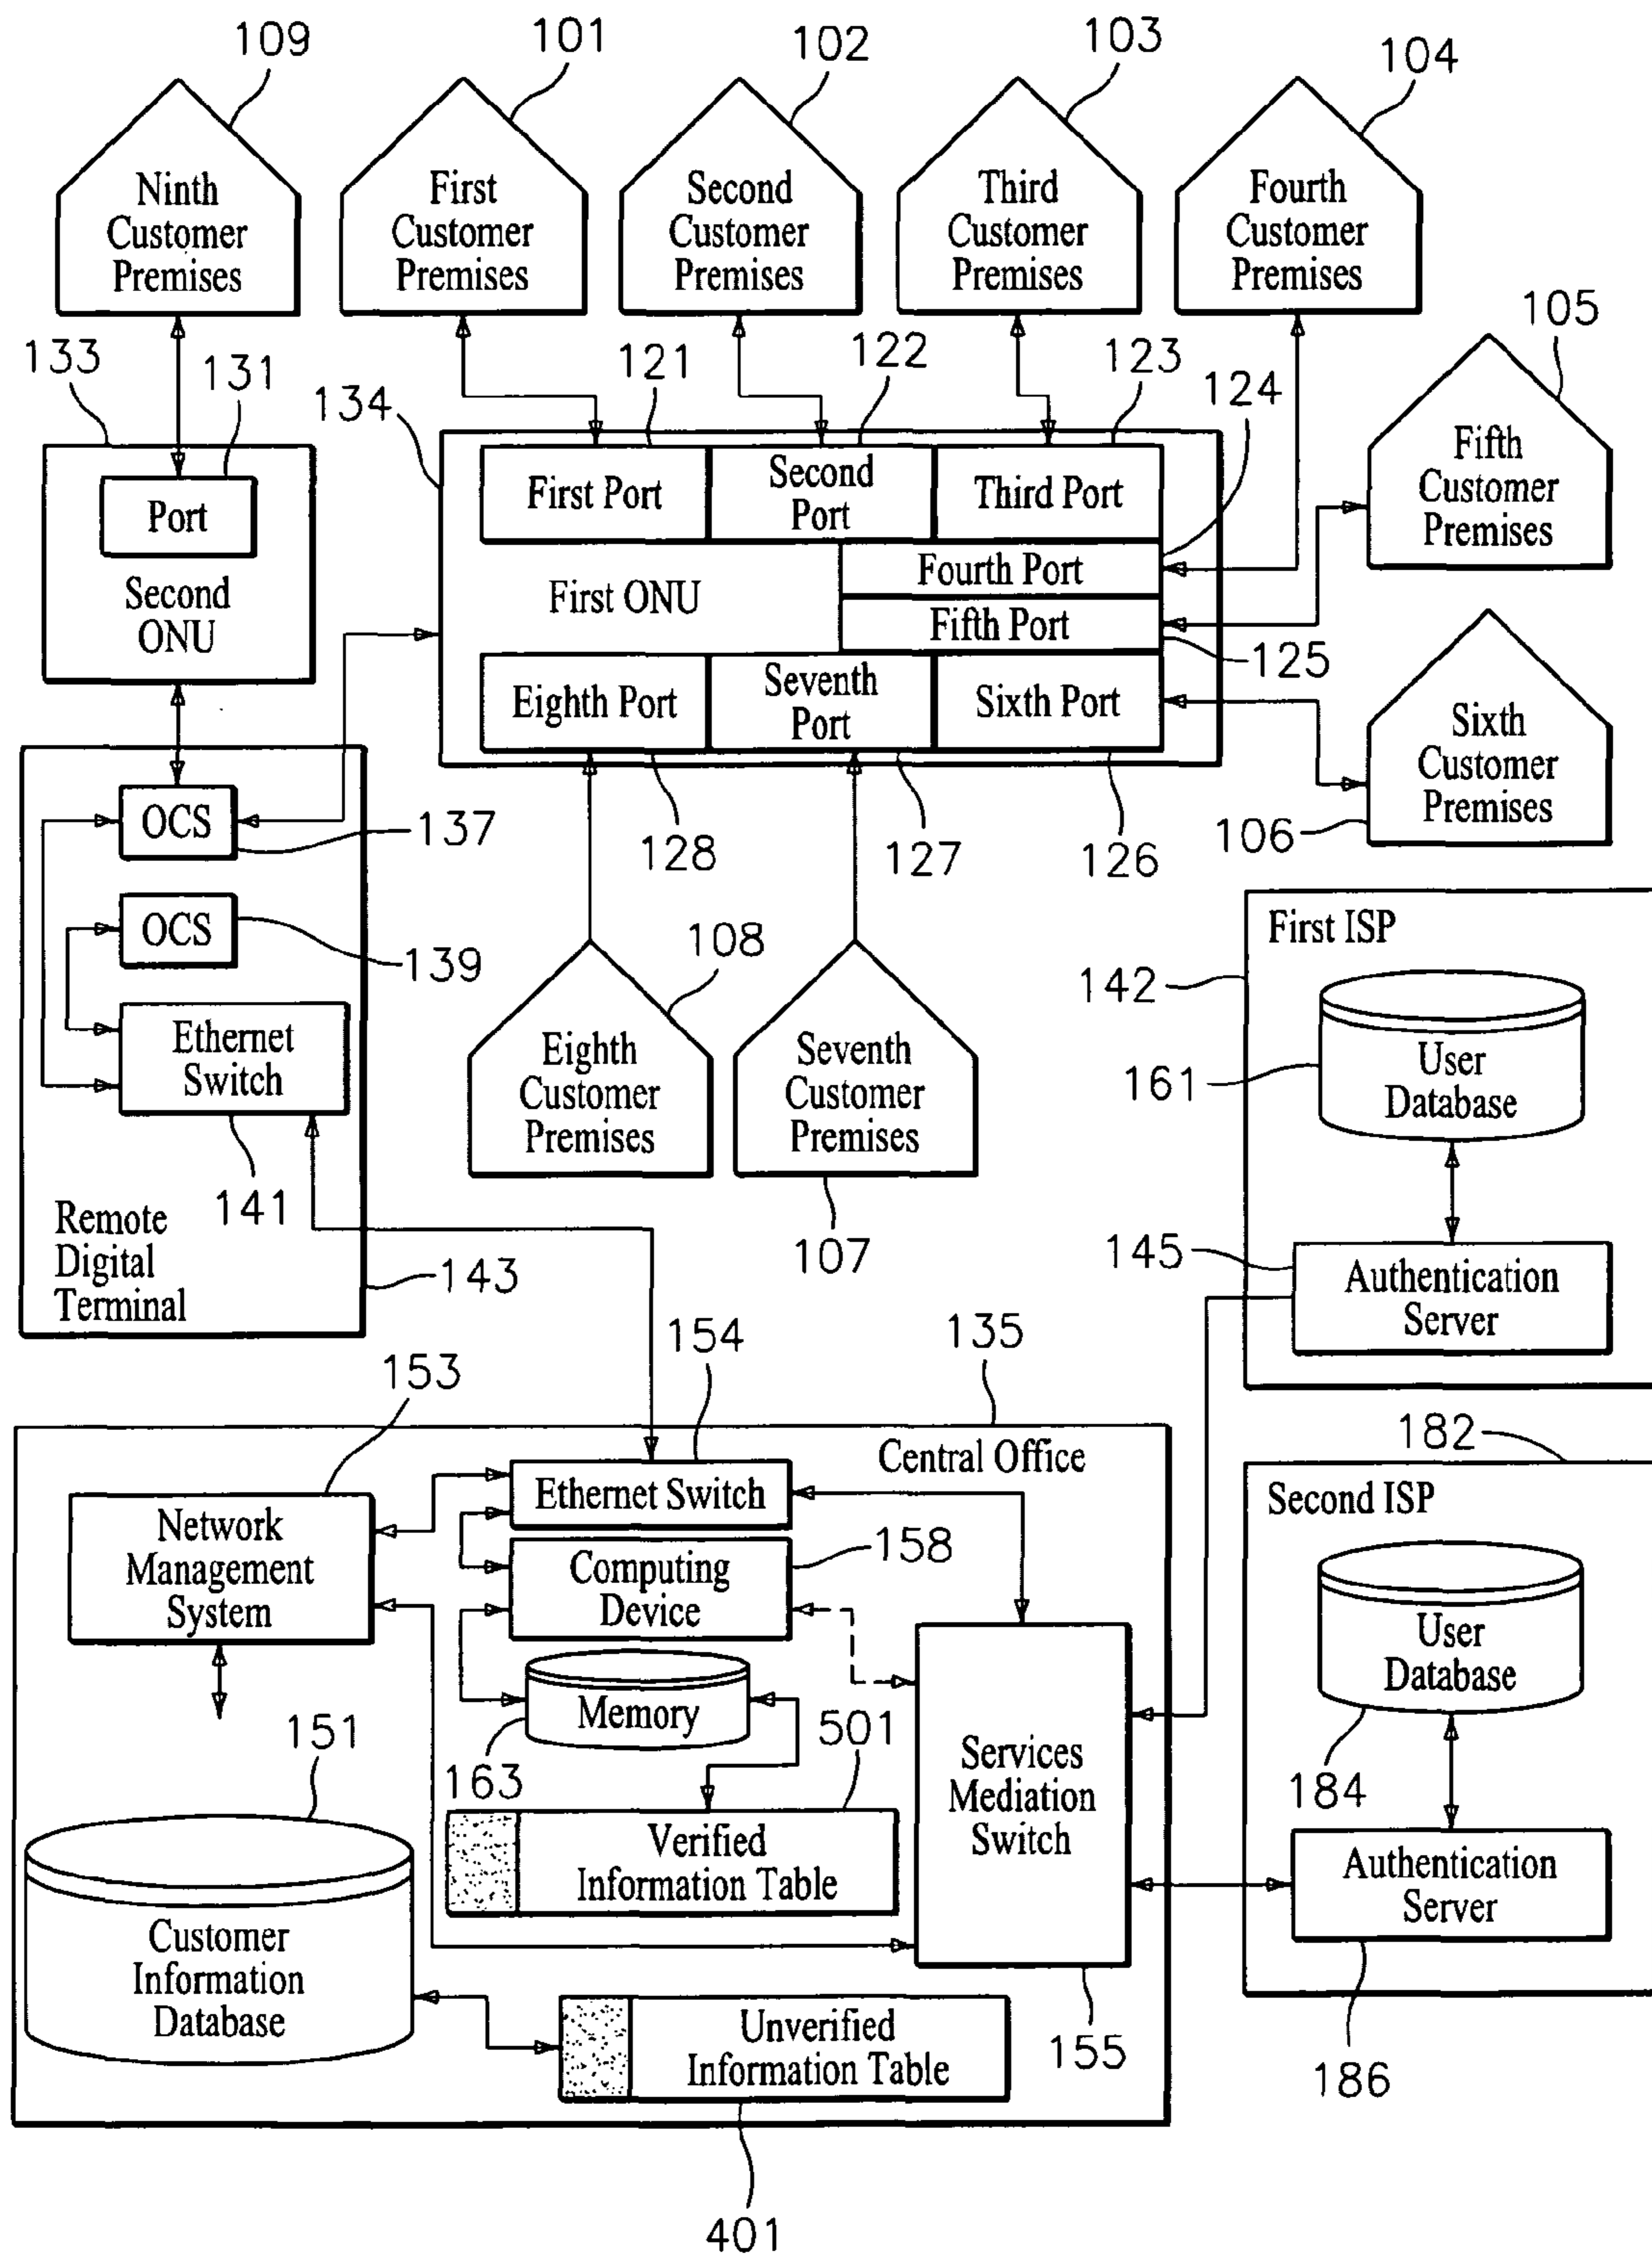 109
101
102
103
104
Ninth
Customer
Premises
First
Customer
Premises
Second
Customer
Premises
Third
Customer
Premises
Fourth
Customer
Premises
105
133
131
134
121
122
123
124
Fifth
Customer
Premises
Port
Second
ONU
First Port
Second
Port
Third Port
Fourth Port
First ONU
Fifth Port
125
Eighth Port
Seventh
Port
Sixth Port
Sixth
Customer
Premises
106
OCS
137
128
127
126
OCS
139
108
First ISP
142
Ethernet
Switch
141
Eighth
Customer
Premises
Seventh
Customer
Premises
107
User
Database
161
Remote
Digital
Terminal
143
145
Authentication
Server
153
154
135
Central Office
182
Second ISP
Network
Management
System
Ethernet Switch
Computing
Device
158
User
Database
184
151
Memory
163
501
Services
Mediation
Switch
Verified
Information Table
Authentication
Server
186
Customer
Information
Database
Unverified
Information Table
155
401